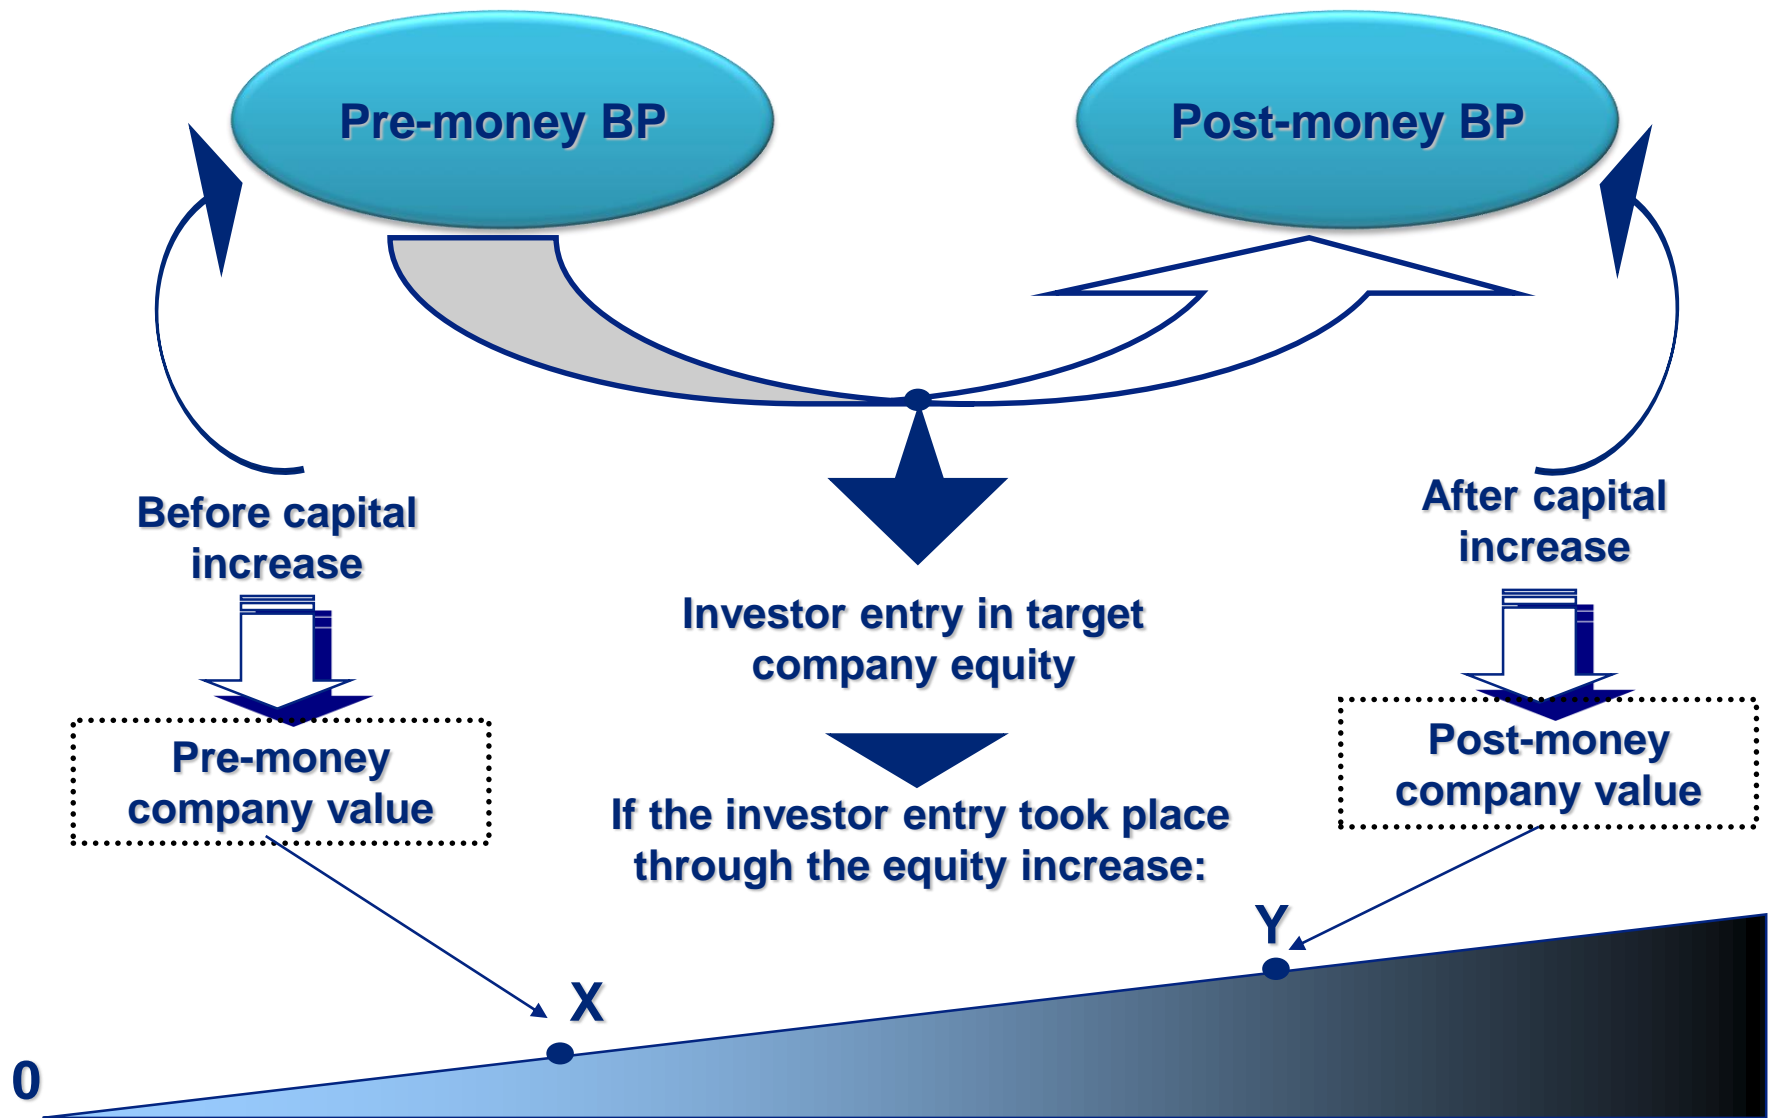 Pre-money BP
Post-money BP
Before capital
increase
After capital
increase
Investor entry in target
company equity
Pre-money
company value
Post-money
company value
If the investor entry took place
through the equity increase:
Y
X
0